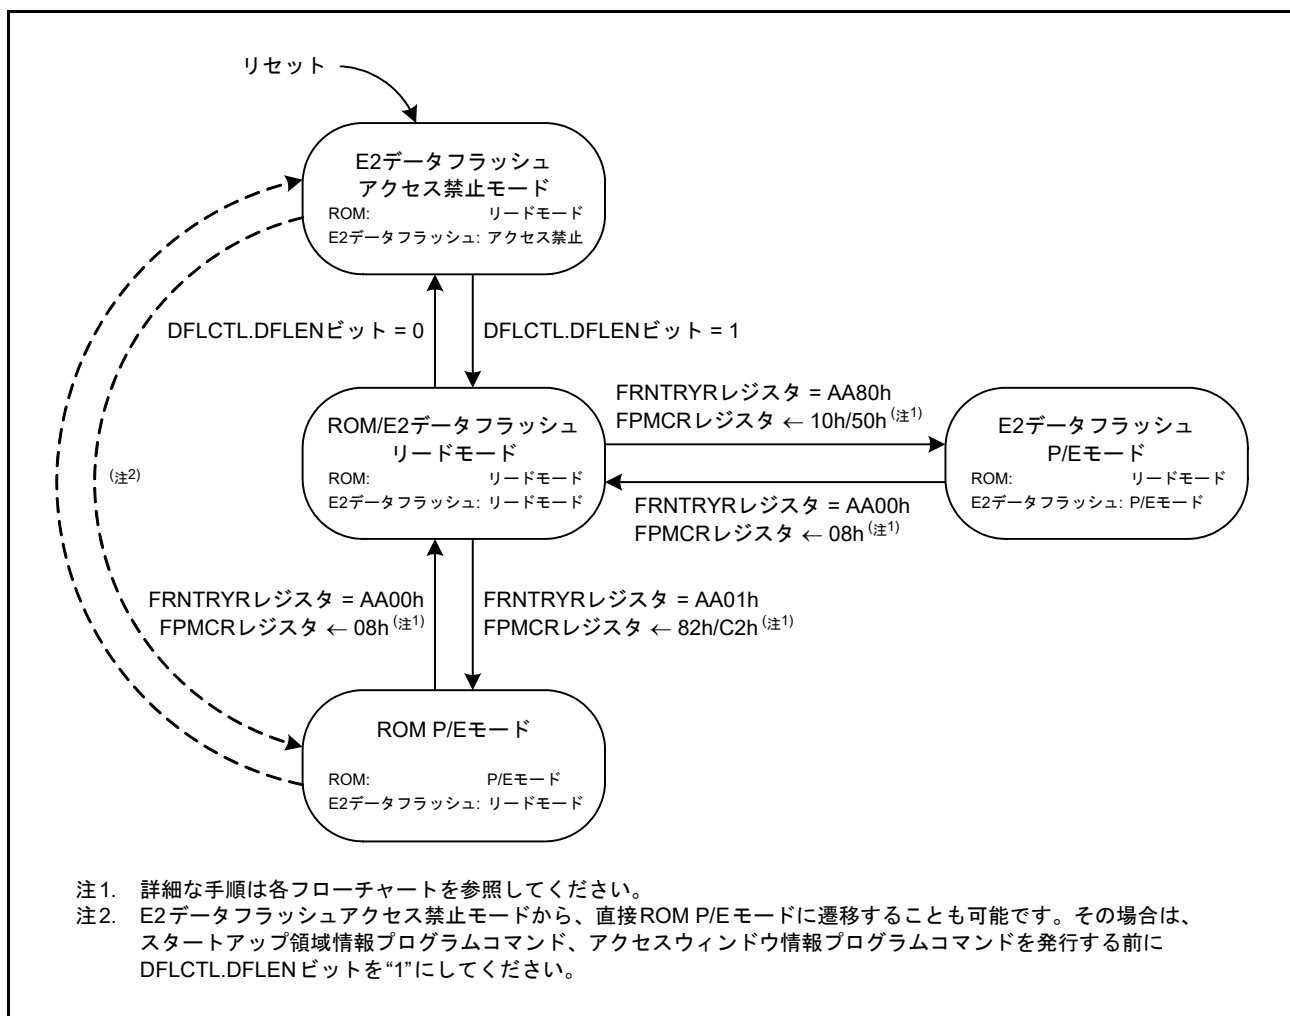 リセット
E2データフラッシュ
アクセス禁止モード
ROM: リードモード
E2データフラッシュ: アクセス禁止
DFLCTL.DFLENビット = 0
DFLCTL.DFLENビット = 1
ROM/E2データフラッシュ
リードモード
ROM: リードモード
E2データフラッシュ: リードモード
FRNTRYRレジスタ = AA80h
FPMCRレジスタ ← 10h/50h (注1)
FRNTRYRレジスタ = AA00h
FPMCRレジスタ ← 08h (注1)
E2データフラッシュ
P/Eモード
ROM: リードモード
E2データフラッシュ: P/Eモード
(注2)
FRNTRYRレジスタ = AA00h
FPMCRレジスタ ← 08h (注1)
FRNTRYRレジスタ = AA01h
FPMCRレジスタ ← 82h/C2h (注1)
ROM P/Eモード
ROM: P/Eモード
E2データフラッシュ: リードモード
注1. 詳細な手順は各フローチャートを参照してください。
注2. E2データフラッシュアクセス禁止モードから、直接ROM P/Eモードに遷移することも可能です。その場合は、
スタートアップ領域情報プログラムコマンド、アクセスウィンドウ情報プログラムコマンドを発行する前に
DFLCTL.DFLENビットを“1”にしてください。